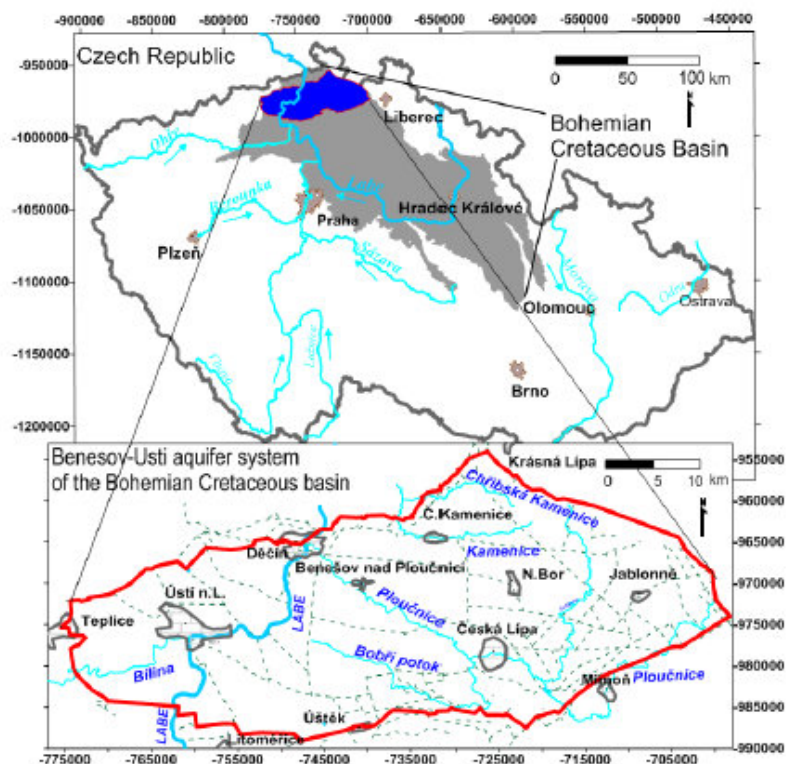 -900000 -850000 -800000 -750000 -700000 -650000 -600000 -550000 -500000 -450000
Czech Republic
-950000
-1000000
-1050000
-1100000
-1150000
-1200000
0 50 100 km
N
Liberec
Bohemian
Cretaceous Basin
Ohře
Berounka
Labe
Hradec Králové
Praha
Plzeň
Sázava
Morava
Odra
Ostrava
Olomouc
Lužnice
Brno
Benesov-Usti aquifer system
of the Bohemian Cretaceous basin
Krásná Lípa
0 5 10 km
N
Chřibská Kamenice
Č.Kamenice
Kamenice
Děčín
Benešov nad Ploučnicí
N.Bor
Jablonné
Ústí n.L.
Teplice
LABE
Ploučnice
Česká Lípa
Bobří potok
Bílina
Mimoň
Ploučnice
LABE
Úštěk
Litoměřice
955000
-960000
-965000
-970000
-975000
-980000
-985000
-990000
-775000 -765000 -755000 -745000 -735000 -725000 -715000 -705000